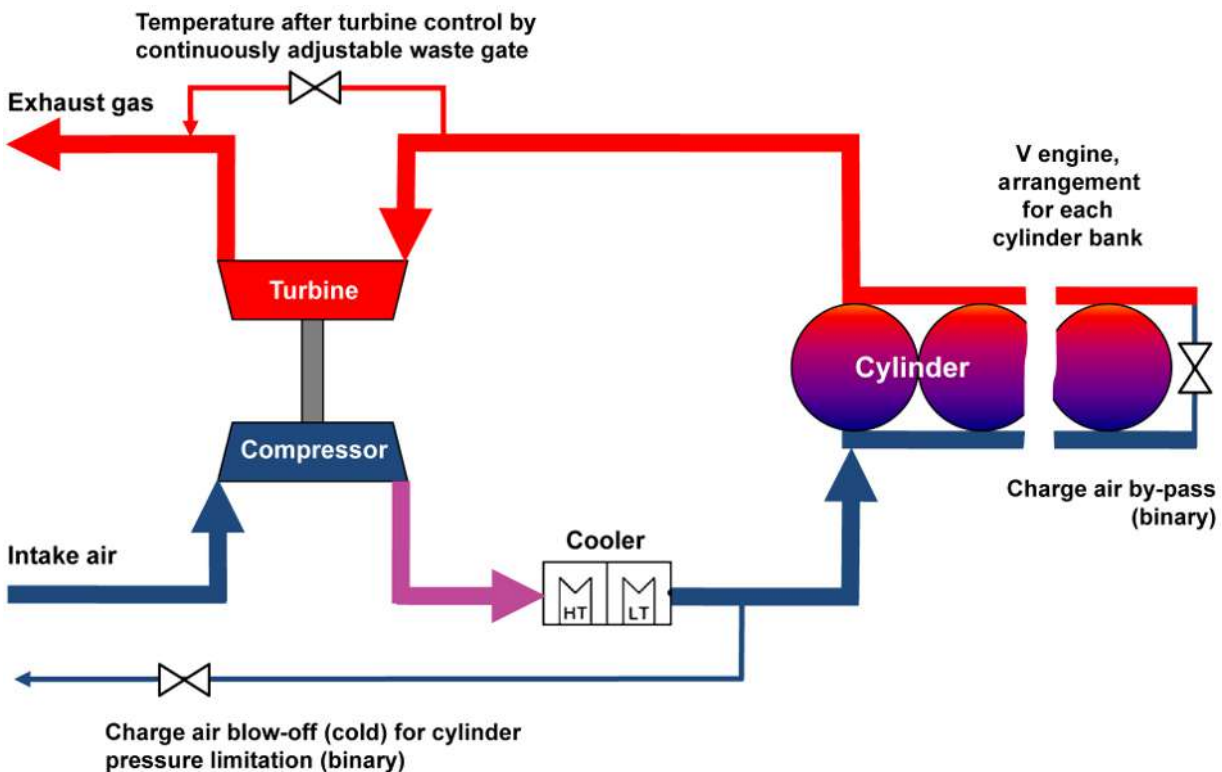 Temperature after turbine control by
continuously adjustable waste gate
Exhaust gas
V engine,
arrangement
for each
cylinder bank
Turbine
Cylinder
Compressor
Charge air by-pass
(binary)
Intake air
Cooler
HT LT
Charge air blow-off (cold) for cylinder
pressure limitation (binary)